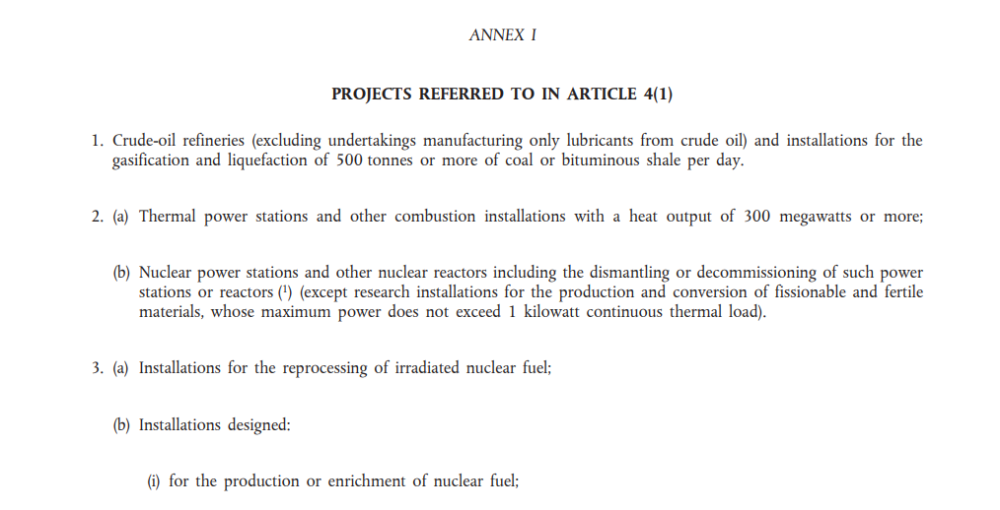 ANNEX I
PROJECTS REFERRED TO IN ARTICLE 4(1)
1. Crude-oil refineries (excluding undertakings manufacturing only lubricants from crude oil) and installations for the
gasification and liquefaction of 500 tonnes or more of coal or bituminous shale per day.
2. (a) Thermal power stations and other combustion installations with a heat output of 300 megawatts or more;
(b) Nuclear power stations and other nuclear reactors including the dismantling or decommissioning of such power
stations or reactors (¹) (except research installations for the production and conversion of fissionable and fertile
materials, whose maximum power does not exceed 1 kilowatt continuous thermal load).
3. (a) Installations for the reprocessing of irradiated nuclear fuel;
(b) Installations designed:
(i) for the production or enrichment of nuclear fuel;